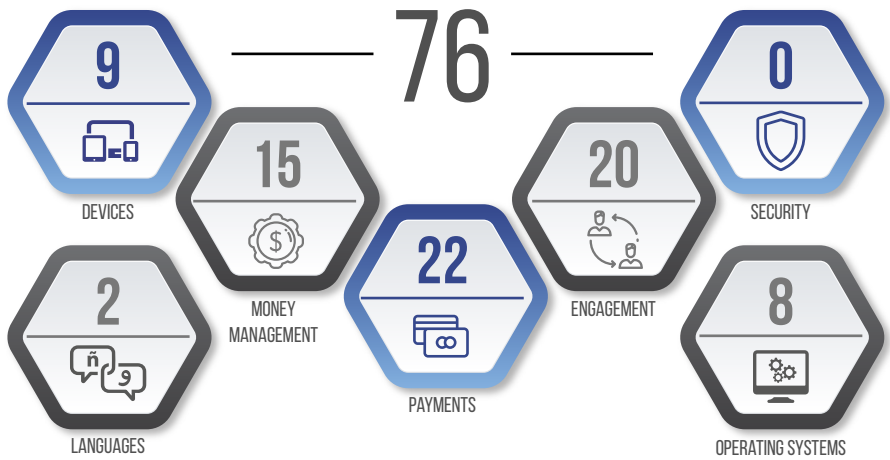 76
9
DEVICES
0
SECURITY
15
MONEY
MANAGEMENT
20
ENGAGEMENT
22
PAYMENTS
2
ñ
و
LANGUAGES
8
OPERATING SYSTEMS